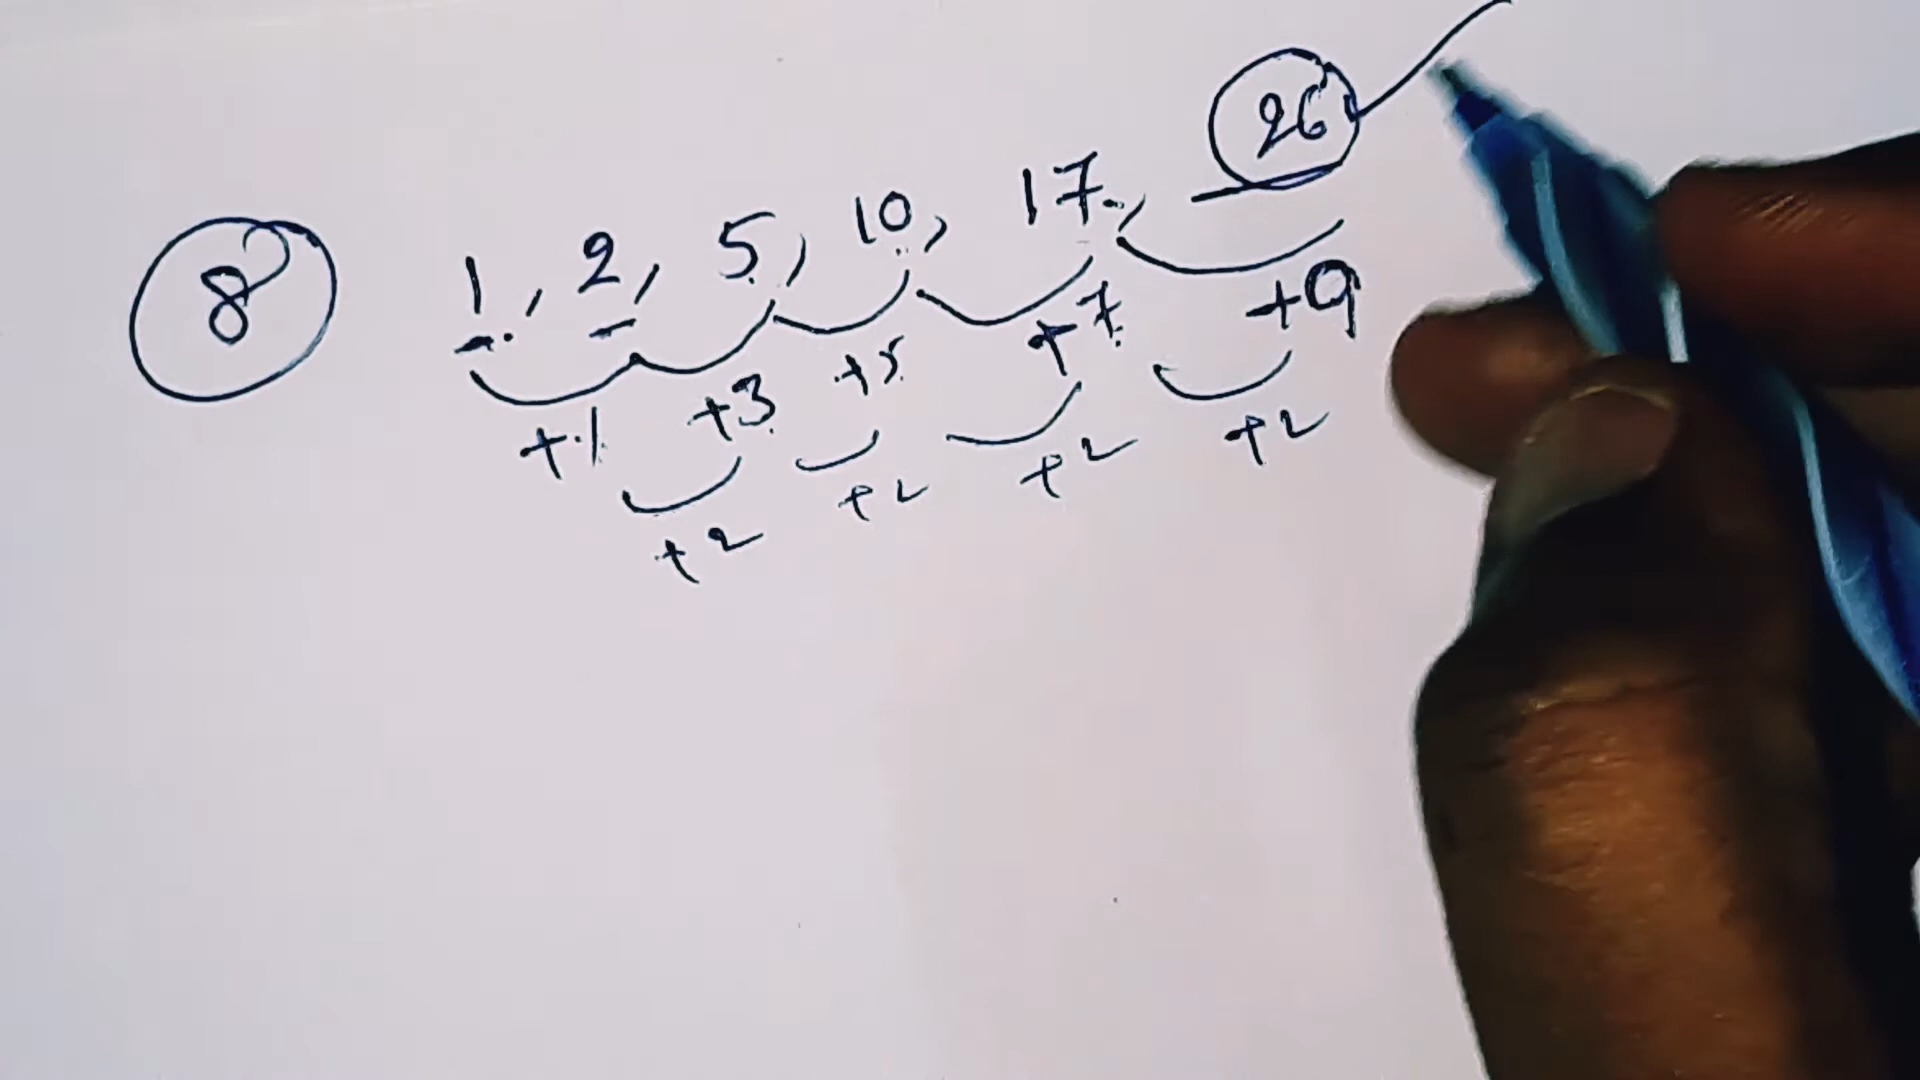 8 1, 2, 5, 10, 17, 26
+1 +3 +5 +7 +9
+2 +2 +2 +2